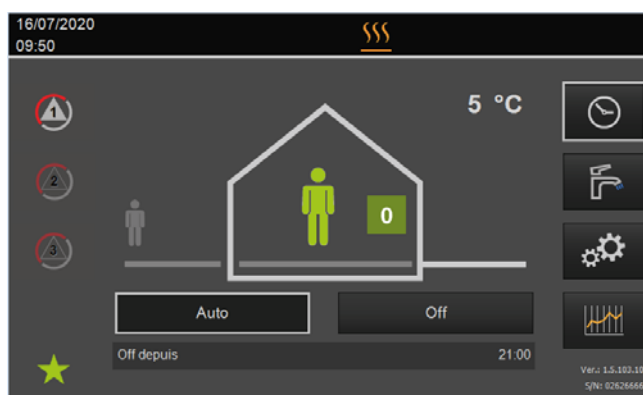 16/07/2020
09:50
5 °C
1
2
0
3
Auto
Off
Off depuis 21:00
Ver.: 1.5.103.10
S/N: 02626666